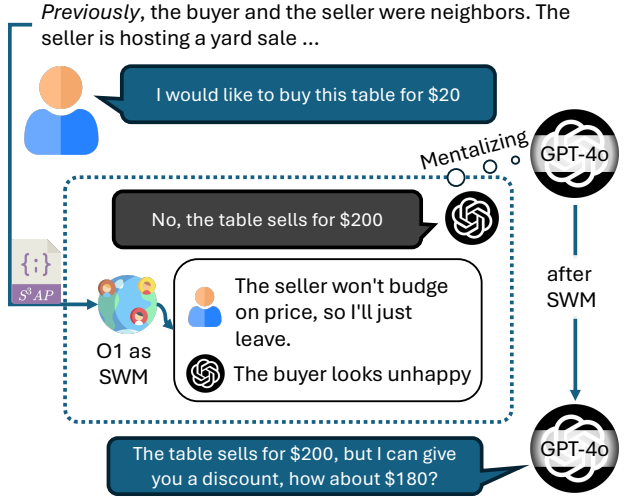 Previously, the buyer and the seller were neighbors. The
seller is hosting a yard sale ...
I would like to buy this table for $20
Mentalizing
GPT-4o
No, the table sells for $200
{;}
S³AP
O1 as
SWM
The seller won't budge
on price, so I'll just
leave.
The buyer looks unhappy
after
SWM
GPT-4o
The table sells for $200, but I can give
you a discount, how about $180?